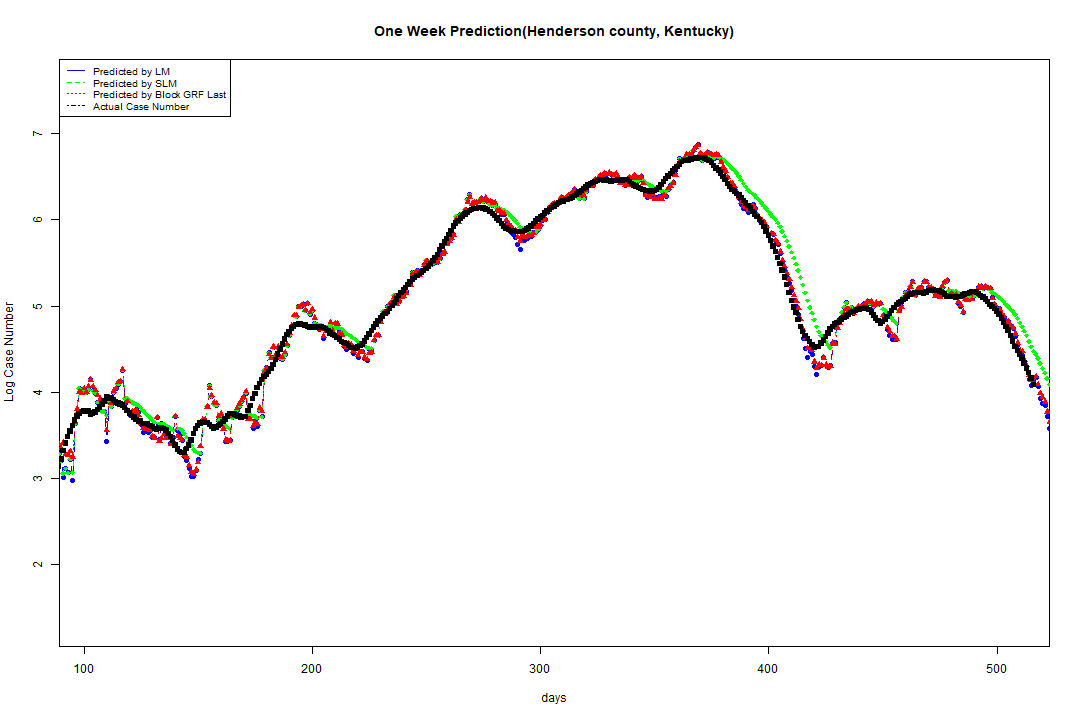 One Week Prediction(Henderson county, Kentucky)
Predicted by LM
Predicted by SLM
Predicted by Block GRF Last
Actual Case Number
7
6
5
4
3
2
Log Case Number
100 200 300 400 500
days